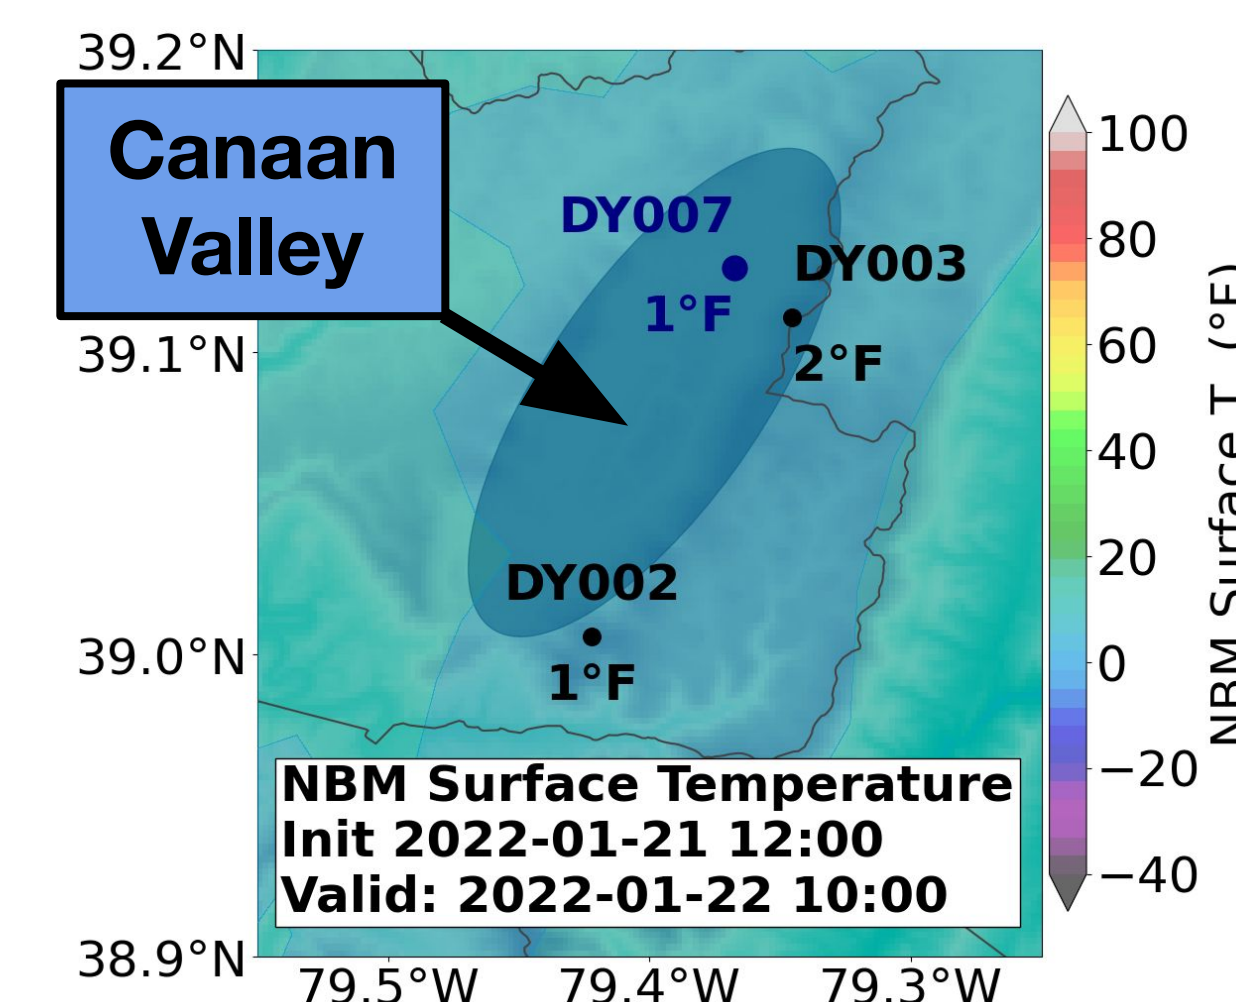 39.2°N
Canaan
Valley
39.1°N
39.0°N
38.9°N
79.5°W
79.4°W
79.3°W
DY007
1°F
DY003
2°F
DY002
1°F
NBM Surface Temperature
Init 2022-01-21 12:00
Valid: 2022-01-22 10:00
100
80
60
40
20
0
−20
−40
NBM Surface T (°F)